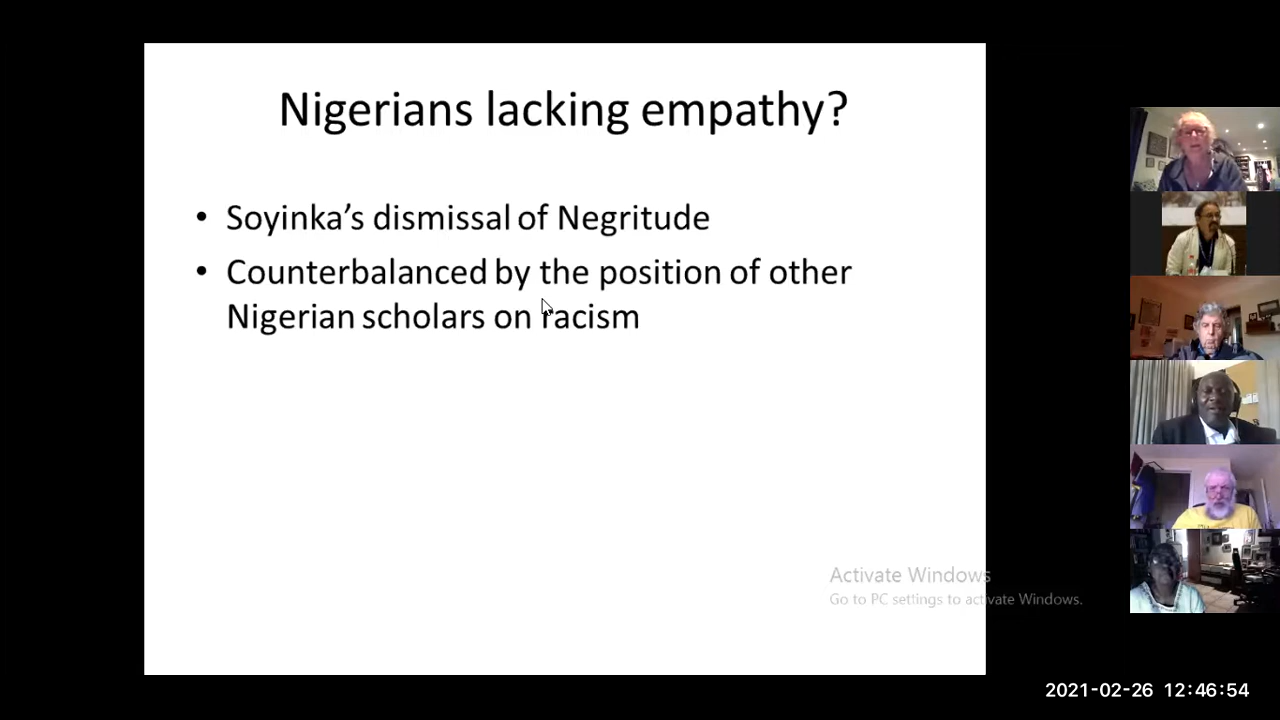 Nigerians lacking empathy?
• Soyinka’s dismissal of Negritude
• Counterbalanced by the position of other
Nigerian scholars on racism
Activate Windows
Go to PC settings to activate Windows.
2021-02-26 12:46:54